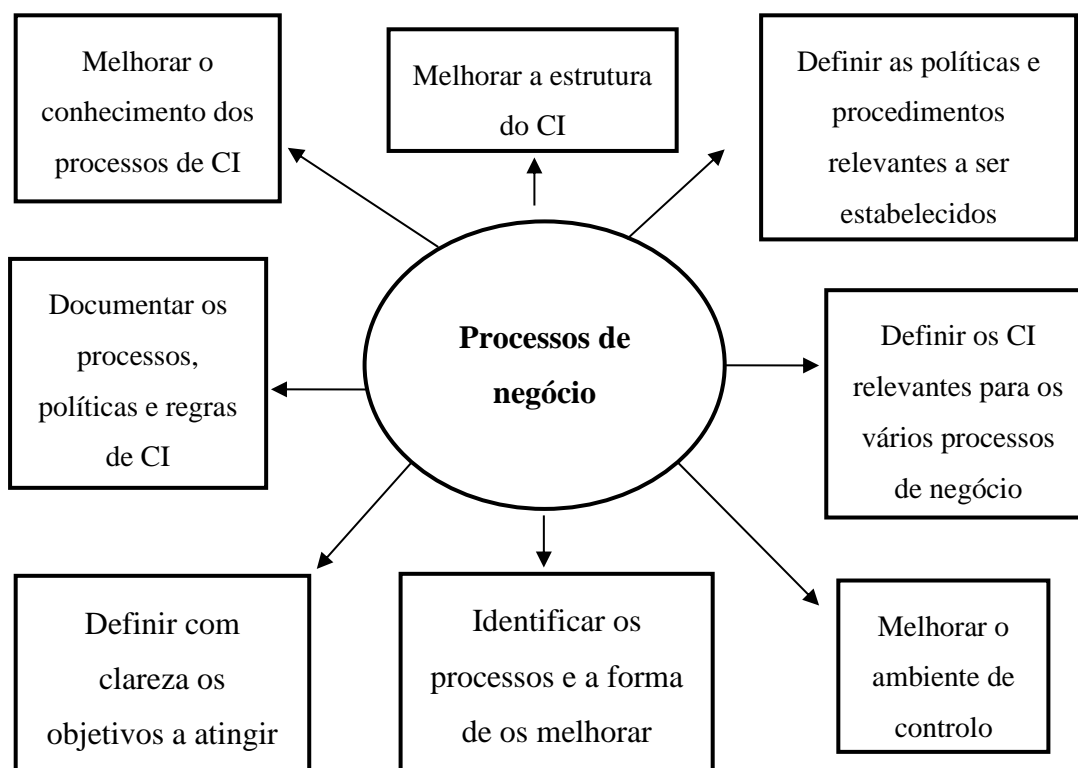 Melhorar o
conhecimento dos
processos de CI
Melhorar a estrutura
do CI
Definir as políticas e
procedimentos
relevantes a ser
estabelecidos
Documentar os
processos,
políticas e regras
de CI
Processos de
negócio
Definir os CI
relevantes para os
vários processos
de negócio
Definir com
clareza os
objetivos a atingir
Identificar os
processos e a forma
de os melhorar
Melhorar o
ambiente de
controlo